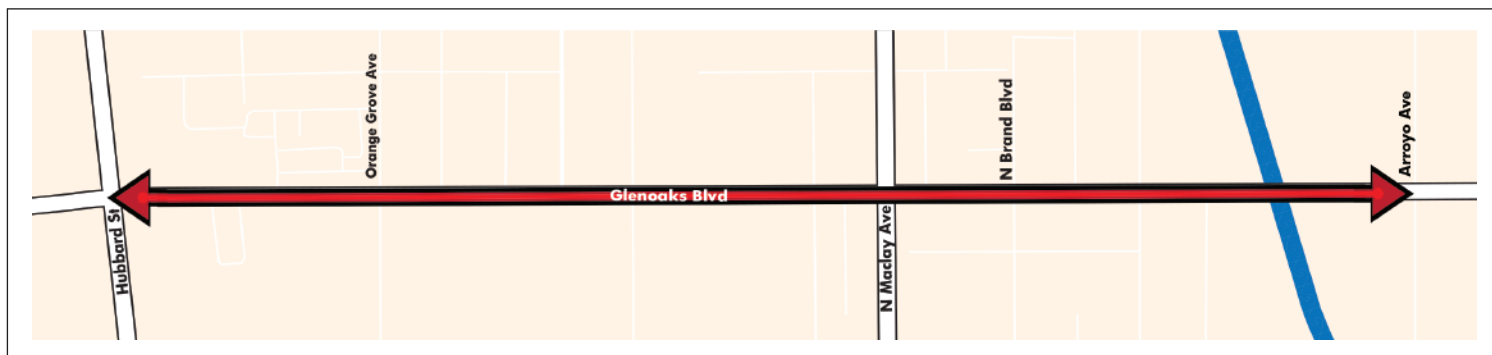 Orange Grove Ave
N Brand Blvd
Arroyo Ave
Glenoaks Blvd
Hubbard St
N Maclay Ave